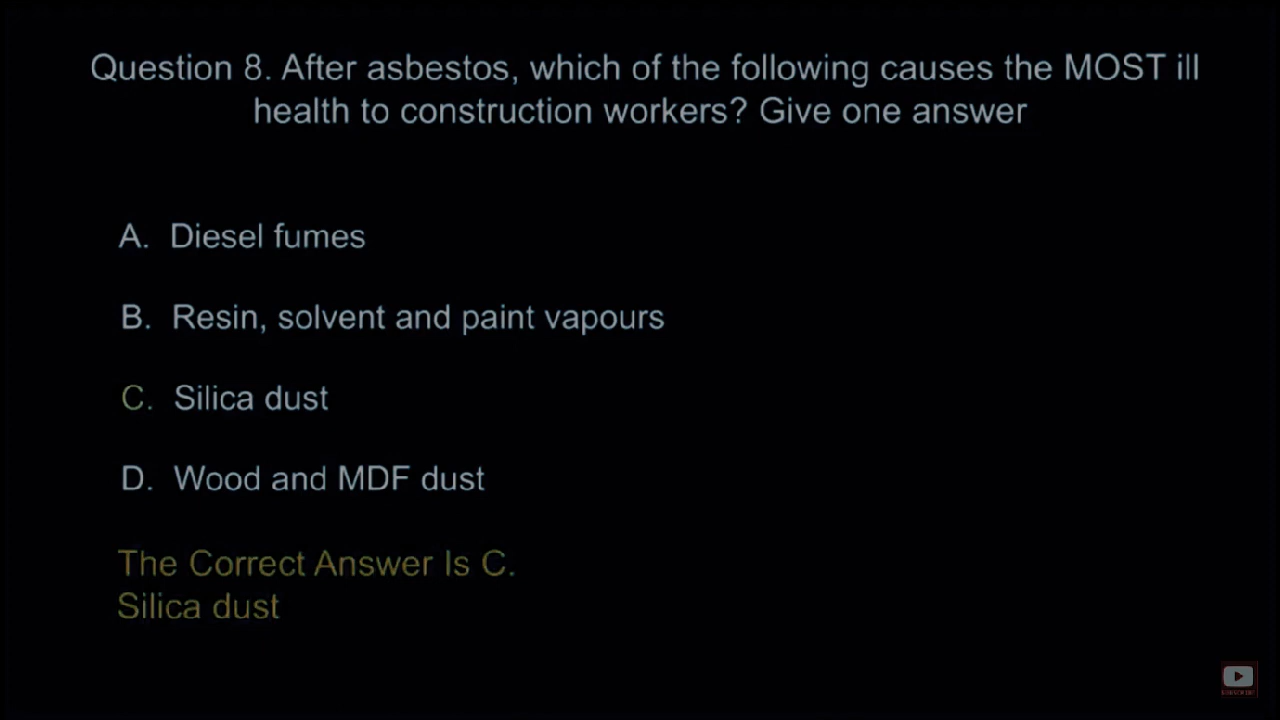 Question 8. After asbestos, which of the following causes the MOST ill
health to construction workers? Give one answer
A. Diesel fumes
B. Resin, solvent and paint vapours
C. Silica dust
D. Wood and MDF dust
The Correct Answer Is C.
Silica dust